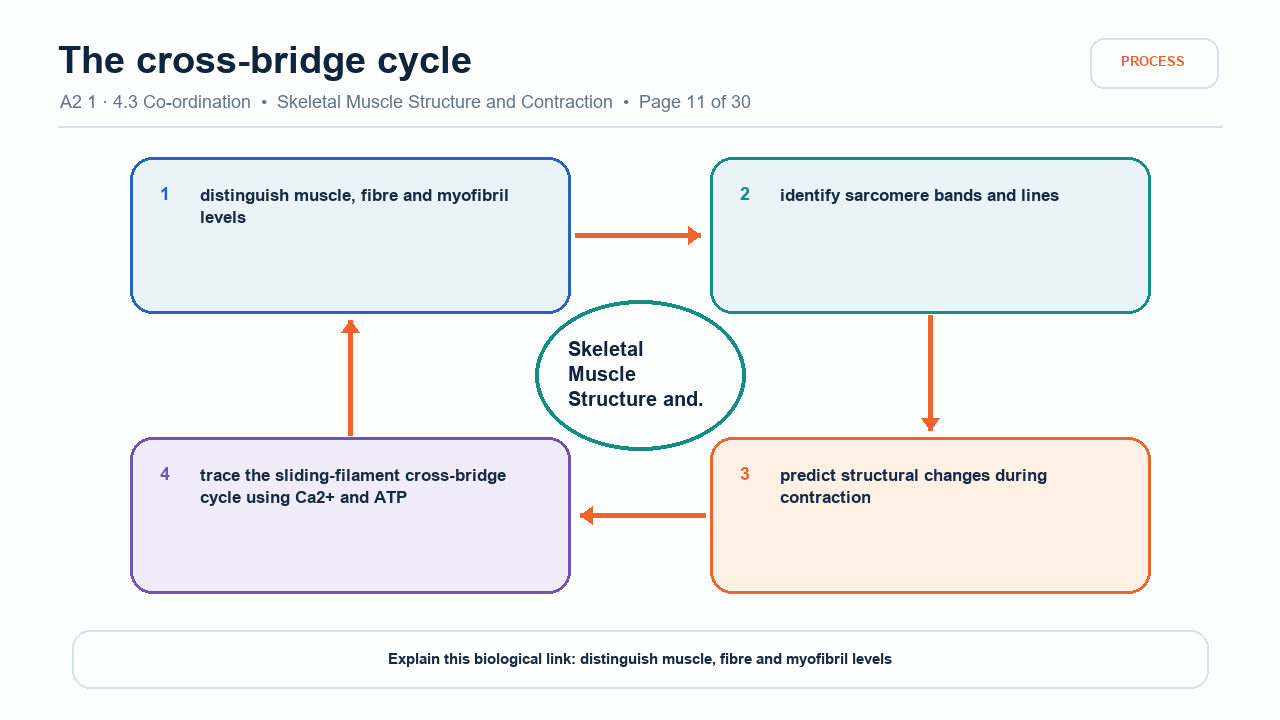 The cross-bridge cycle
PROCESS
A2 1 · 4.3 Co-ordination • Skeletal Muscle Structure and Contraction • Page 11 of 30
1 distinguish muscle, fibre and myofibril
levels
2 identify sarcomere bands and lines
Skeletal
Muscle
Structure and.
4 trace the sliding-filament cross-bridge
cycle using Ca2+ and ATP
3 predict structural changes during
contraction
Explain this biological link: distinguish muscle, fibre and myofibril levels